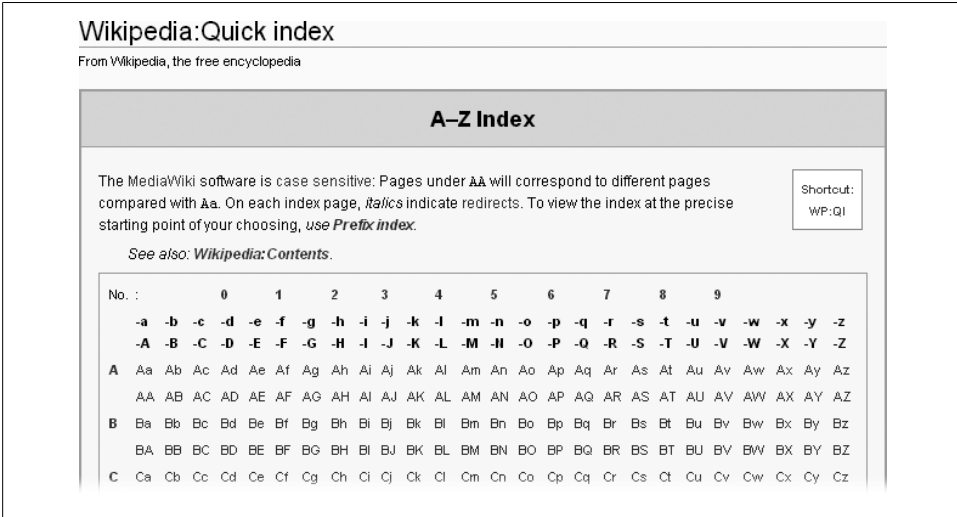 Wikipedia:Quick index
From Wikipedia, the free encyclopedia
A–Z Index
The MediaWiki software is case sensitive: Pages under AA will correspond to different pages
compared with Aa. On each index page, italics indicate redirects. To view the index at the precise
starting point of your choosing, use Prefix index.
Shortcut:
WP:QI
See also: Wikipedia:Contents.
No. : 0 1 2 3 4 5 6 7 8 9
-a -b -c -d -e -f -g -h -i -j -k -l -m -n -o -p -q -r -s -t -u -v -w -x -y -z
-A -B -C -D -E -F -G -H -I -J -K -L -M -N -O -P -Q -R -S -T -U -V -W -X -Y -Z
A Aa Ab Ac Ad Ae Af Ag Ah Ai Aj Ak Al Am An Ao Ap Aq Ar As At Au Av Aw Ax Ay Az
AA AB AC AD AE AF AG AH AI AJ AK AL AM AN AO AP AQ AR AS AT AU AV AW AX AY AZ
B Ba Bb Bc Bd Be Bf Bg Bh Bi Bj Bk Bl Bm Bn Bo Bp Bq Br Bs Bt Bu Bv Bw Bx By Bz
BA BB BC BD BE BF BG BH BI BJ BK BL BM BN BO BP BQ BR BS BT BU BV BW BX BY BZ
C Ca Cb Cc Cd Ce Cf Cg Ch Ci Cj Ck Cl Cm Cn Co Cp Cq Cr Cs Ct Cu Cv Cw Cx Cy Cz